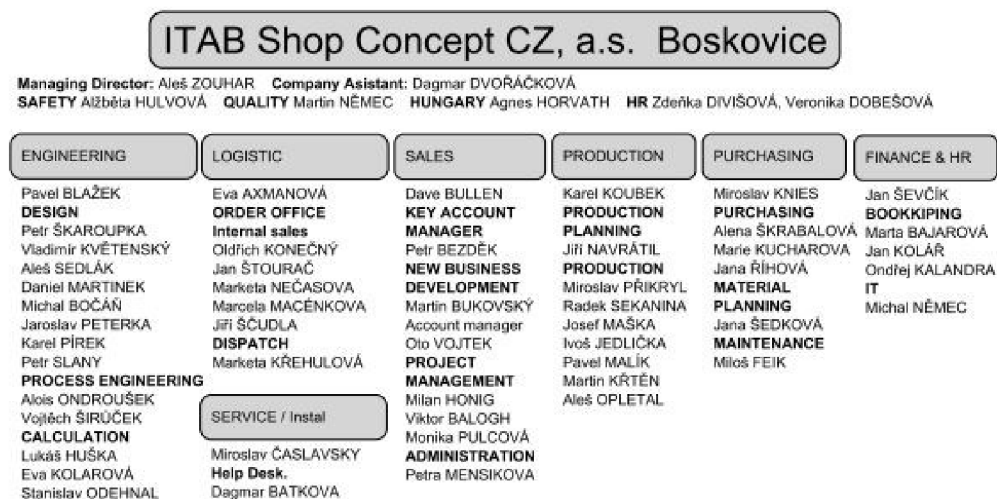 ITAB Shop Concept CZ, a.s. Boskovice
Managing Director: Aleš ZOUHAR Company Asistant: Dagmar DVOŘÁČKOVÁ
SAFETY Alžběta HULVOVÁ QUALITY Martin NĚMEC HUNGARY Agnes HORVATH HR Zdeňka DIVIŠOVÁ, Veronika DOBEŠOVÁ
ENGINEERING
Pavel BLAŽEK
DESIGN
Petr ŠKAROUPKA
Vladimír KVĚTENSKÝ
Aleš SEDLÁK
Daniel MARTINEK
Michal BOČÁŇ
Jaroslav PETERKA
Karel PÍREK
Petr SLANY
PROCESS ENGINEERING
Alois ONDROUŠEK
Vojtěch ŠIRŮČEK
CALCULATION
Lukáš HUŠKA
Eva KOLAROVÁ
Stanislav ODEHNAL
LOGISTIC
Eva AXMANOVÁ
ORDER OFFICE
Internal sales
Oldřich KONEČNÝ
Jan ŠTOURAČ
Marketa NEČASOVA
Marcela MACÉNKOVA
Jiří ŠČUDLA
DISPATCH
Marketa KŘEHULOVÁ
SERVICE / Instal
Miroslav ČASLAVSKY
Help Desk.
Dagmar BATKOVA
SALES
Dave BULLEN
KEY ACCOUNT
MANAGER
Petr BEZDĚK
NEW BUSINESS
DEVELOPMENT
Martin BUKOVSKÝ
Account manager
Oto VOJTEK
PROJECT
MANAGEMENT
Milan HONIG
Viktor BALOGH
Monika PULCOVÁ
ADMINISTRATION
Petra MENSIKOVA
PRODUCTION
Karel KOUBEK
PRODUCTION
PLANNING
Jiří NAVRÁTIL
PRODUCTION
Miroslav PŘIKRYL
Radek SEKANINA
Josef MAŠKA
Ivoš JEDLIČKA
Pavel MALÍK
Martin KŘTĚN
Aleš OPLETAL
PURCHASING
Miroslav KNIES
PURCHASING
Alena ŠKRABALOVÁ
Marie KUCHAROVA
Jana ŘÍHOVÁ
MATERIAL
PLANNING
Jana ŠEDKOVÁ
MAINTENANCE
Miloš FEIK
FINANCE & HR
Jan ŠEVČÍK
BOOKKIPING
Marta BAJAROVÁ
Jan KOLÁŘ
Ondřej KALANDRA
IT
Michal NĚMEC